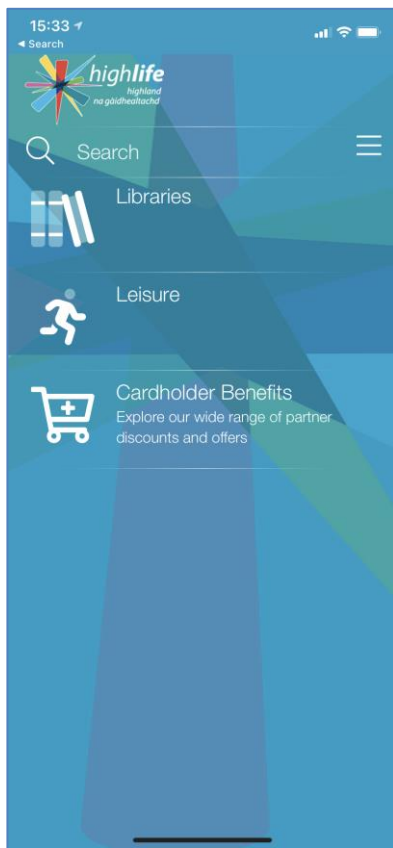 15:33
◀ Search
highlife
highland
na gàidhealtachd
Search
Libraries
Leisure
Cardholder Benefits
Explore our wide range of partner
discounts and offers